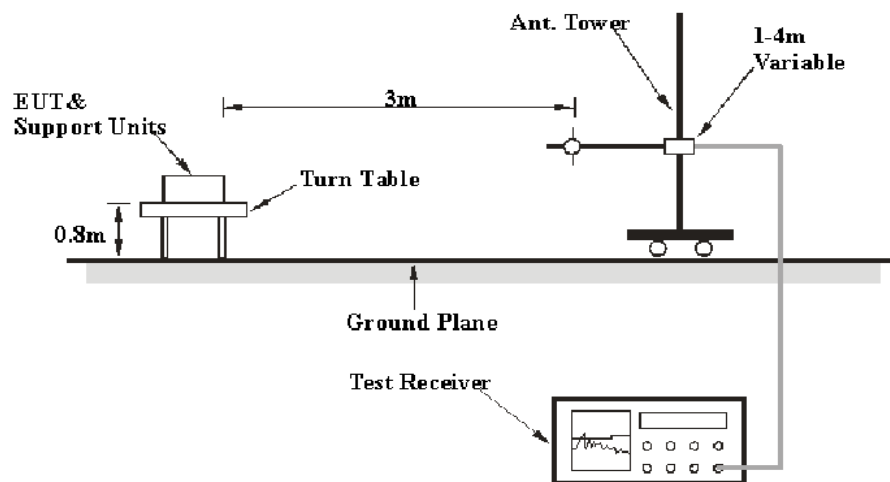 Ant. Tower
1-4m
Variable
3m
EUT&
Support Units
Turn Table
0.8m
Ground Plane
Test Receiver